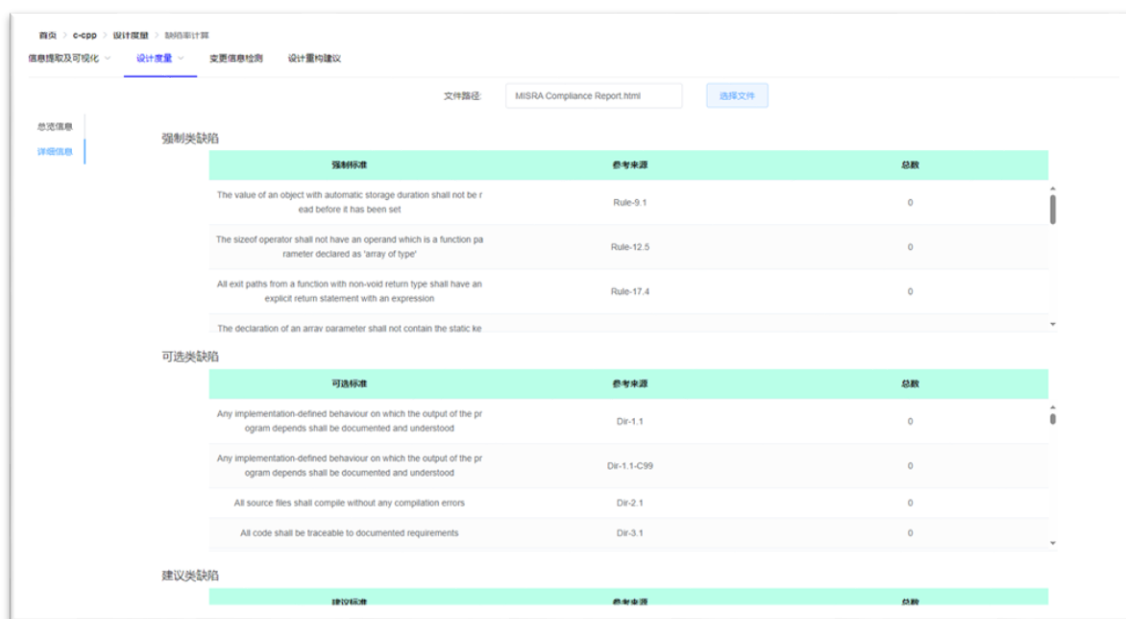 首页 > c-cpp > 设计度量 > 缺陷率计算
信息提取及可视化 设计度量 变更信息检测 设计重构建议
文件路径: MISRA Compliance Report.html 选择文件
总览信息
详细信息
强制类缺陷
强制标准 参考来源 总数
The value of an object with automatic storage duration shall not be r
ead before it has been set
Rule-9.1 0
The sizeof operator shall not have an operand which is a function pa
rameter declared as 'array of type'
Rule-12.5 0
All exit paths from a function with non-void return type shall have an
explicit return statement with an expression
Rule-17.4 0
The declaration of an array parameter shall not contain the static ke
可选类缺陷
可选标准 参考来源 总数
Any implementation-defined behaviour on which the output of the pr
ogram depends shall be documented and understood
Dir-1.1 0
Any implementation-defined behaviour on which the output of the pr
ogram depends shall be documented and understood
Dir-1.1-C99 0
All source files shall compile without any compilation errors Dir-2.1 0
All code shall be traceable to documented requirements Dir-3.1 0
建议类缺陷
建议标准 参考来源 总数